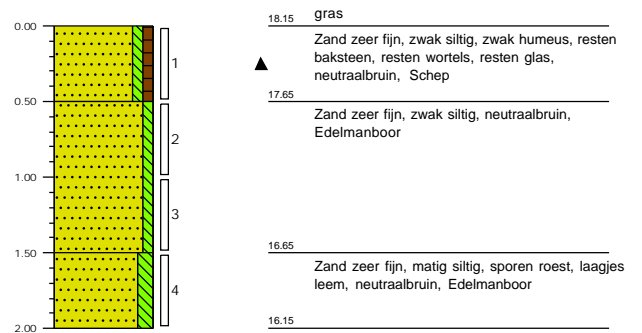 gras
18.15
0.00
Zand zeer fijn, zwak siltig, zwak humeus, resten
baksteen, resten wortels, resten glas,
neutraalbruin, Schep
1
17.65
0.50
Zand zeer fijn, zwak siltig, neutraalbruin,
Edelmanboor
2
1.00
3
16.65
1.50
Zand zeer fijn, matig siltig, sporen roest, laagjes
leem, neutraalbruin, Edelmanboor
4
16.15
2.00